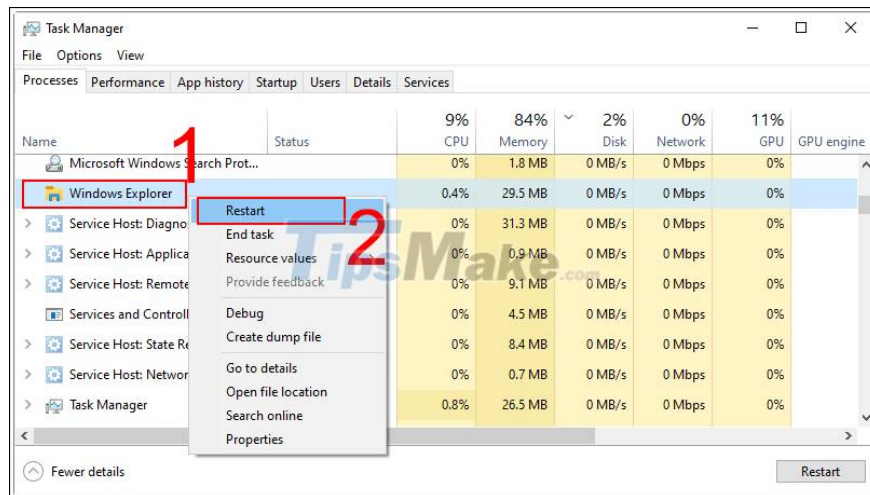 Task Manager
File Options View
Processes Performance App history Startup Users Details Services
9% 84% 2% 0% 11%
Name Status CPU Memory Disk Network GPU GPU engine
Microsoft Windows Search Prot... 0% 1.8 MB 0 MB/s 0 Mbps 0%
1
Windows Explorer 0.4% 29.5 MB 0 MB/s 0 Mbps 0%
Restart
2
Service Host: Diagno 0% 31.3 MB 0 MB/s 0 Mbps 0%
End task
Service Host: Applica 0% 0.9 MB 0 MB/s 0 Mbps 0%
Resource values
TipsMake.com
Service Host: Remote 0% 9.1 MB 0 MB/s 0 Mbps 0%
Provide feedback
Services and Controll 0% 4.5 MB 0 MB/s 0 Mbps 0%
Debug
Create dump file
Service Host: State Re 0% 8.4 MB 0 MB/s 0 Mbps 0%
Go to details
Service Host: Networ 0% 0.7 MB 0 MB/s 0 Mbps 0%
Open file location
Task Manager 0.8% 26.5 MB 0 MB/s 0 Mbps 0%
Search online
Properties
Fewer details Restart